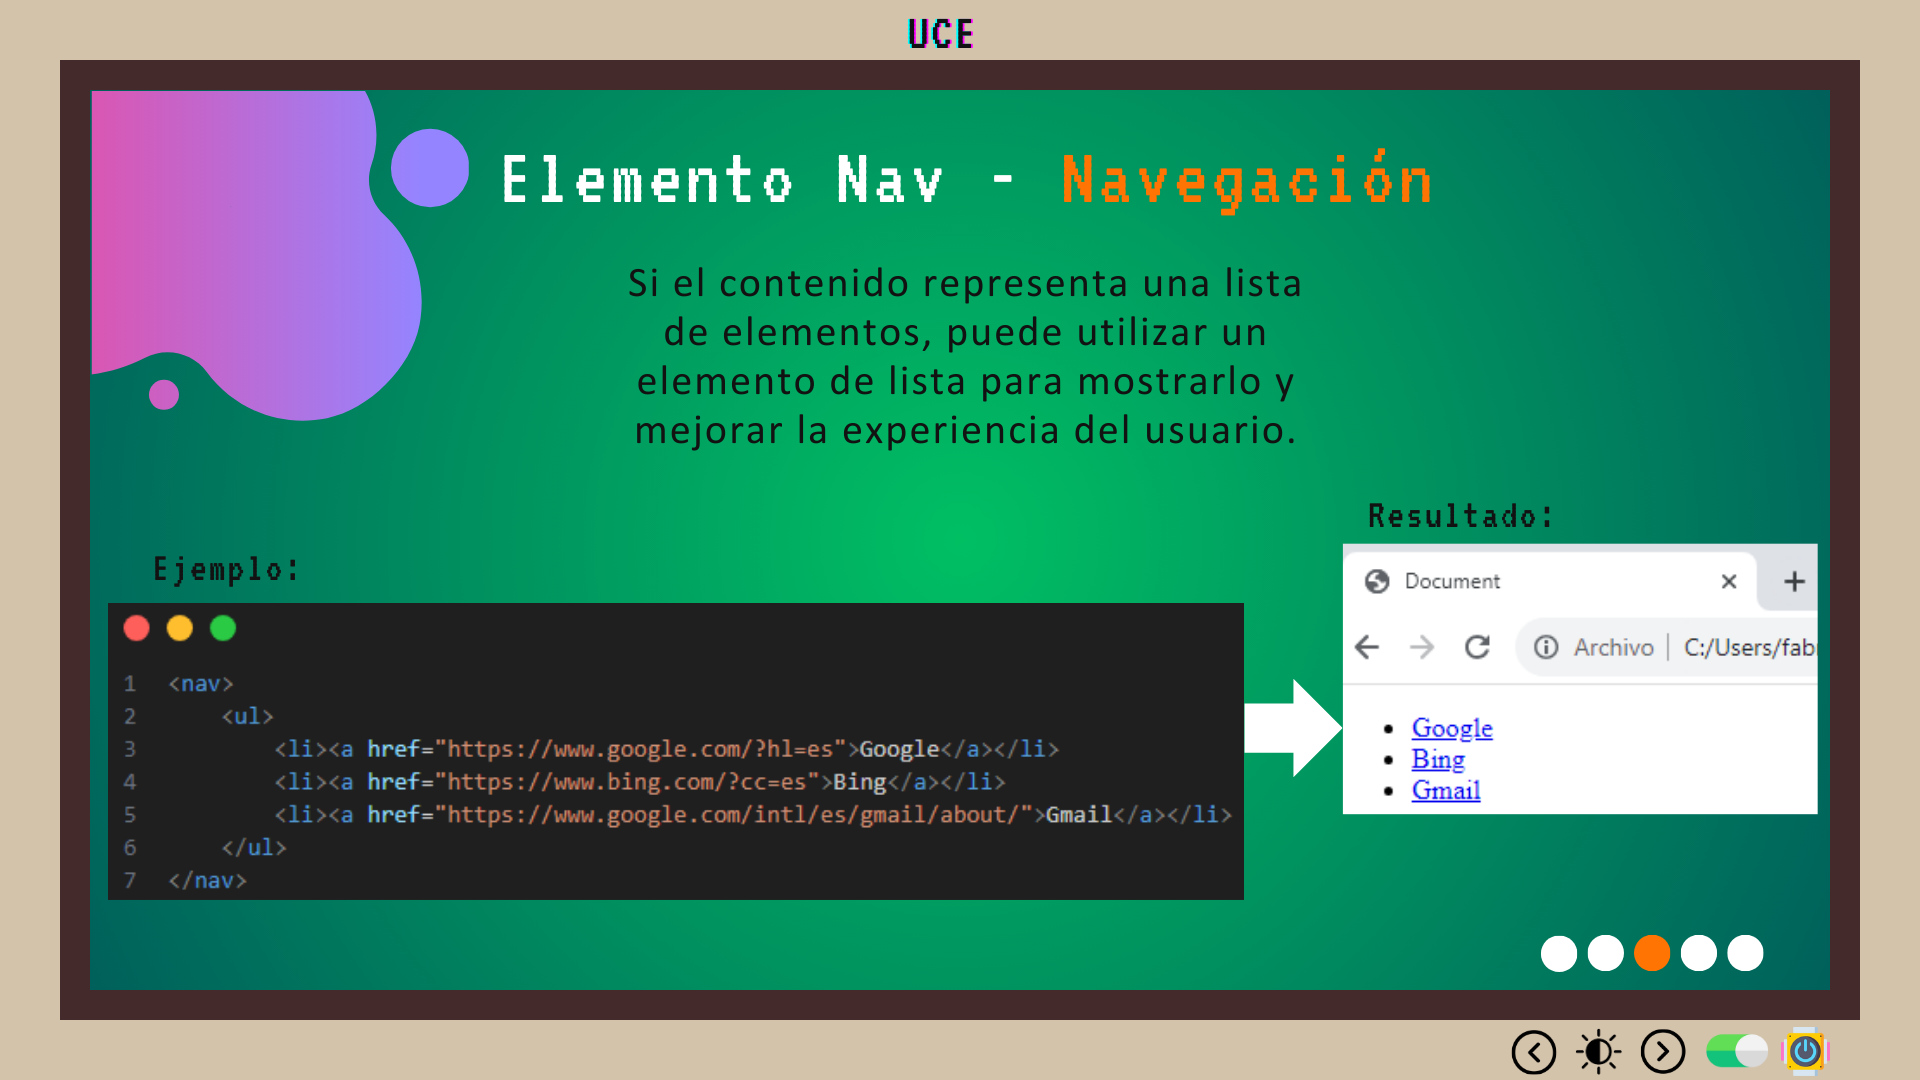 UCE
Elemento Nav - Navegación
Si el contenido representa una lista
de elementos, puede utilizar un
elemento de lista para mostrarlo y
mejorar la experiencia del usuario.
Ejemplo:
1 <nav>
2     <ul>
3         <li><a href="https://www.google.com/?hl=es">Google</a></li>
4         <li><a href="https://www.bing.com/?cc=es">Bing</a></li>
5         <li><a href="https://www.google.com/intl/es/gmail/about/">Gmail</a></li>
6     </ul>
7 </nav>
Resultado:
Document
Archivo | C:/Users/fab
Google
Bing
Gmail